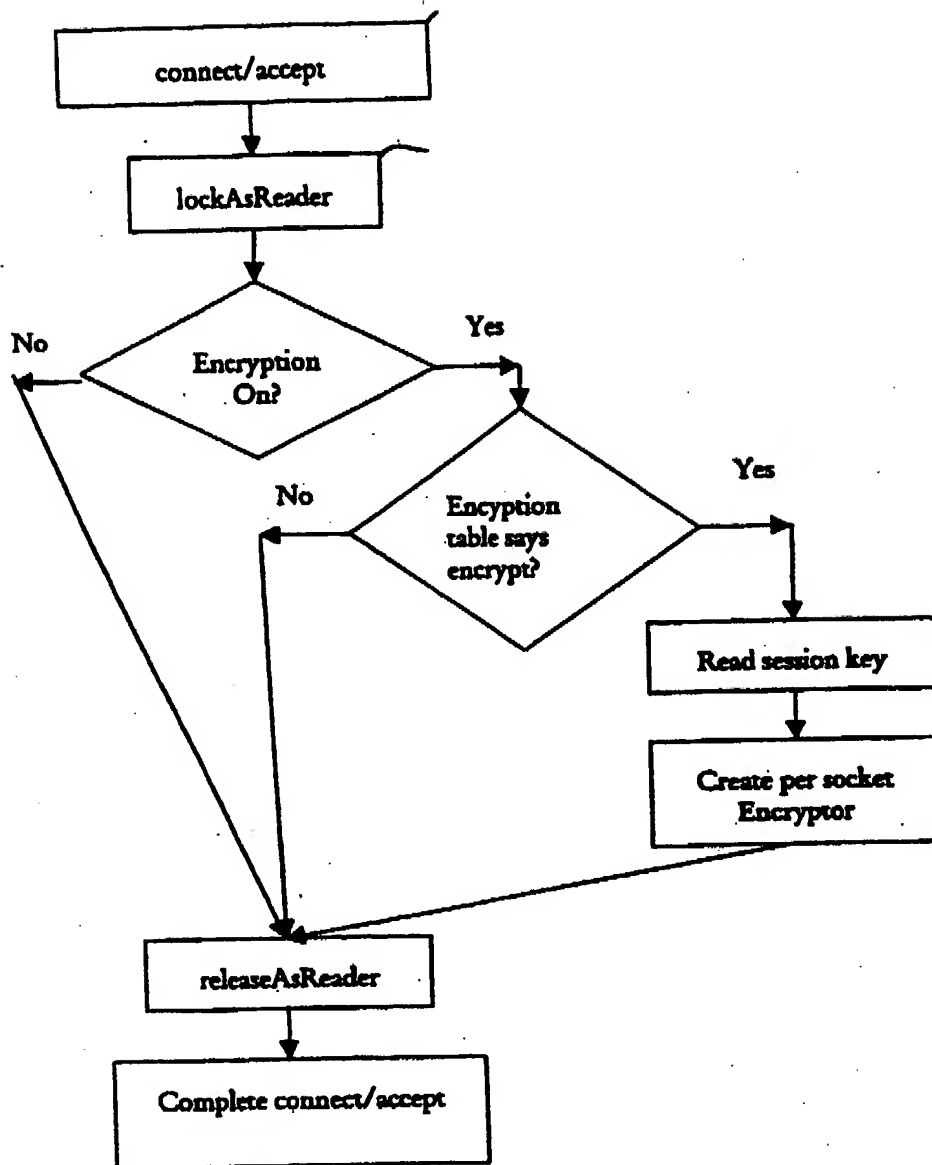 connect/accept
lockAsReader
No
Yes
Encryption
On?
No
Yes
Encyption
table says
encrypt?
Read session key
Create per socket
Encryptor
releaseAsReader
Complete connect/accept